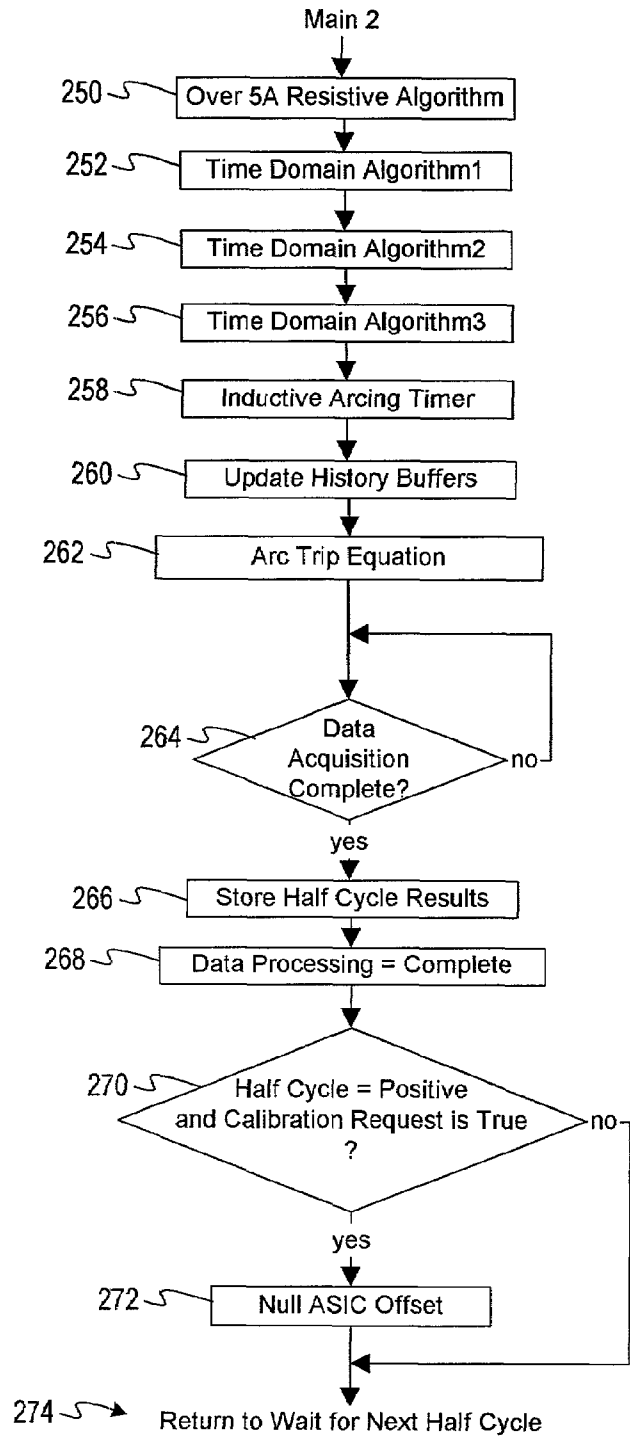 Main 2
250
Over 5A Resistive Algorithm
252
Time Domain Algorithm1
254
Time Domain Algorithm2
256
Time Domain Algorithm3
258
Inductive Arcing Timer
260
Update History Buffers
262
Arc Trip Equation
264
Data
Acquisition
Complete?
no
yes
266
Store Half Cycle Results
268
Data Processing = Complete
270
Half Cycle = Positive
and Calibration Request is True
?
no
yes
272
Null ASIC Offset
274
Return to Wait for Next Half Cycle